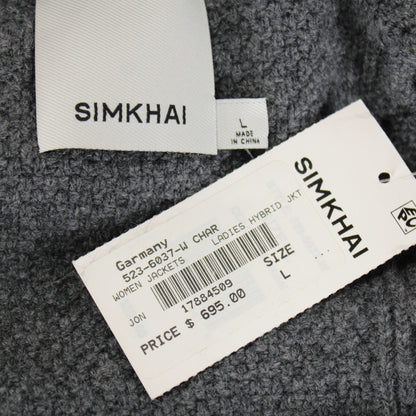 SIMKHAI
L
MADE
IN CHINA
SIMKHAI
Garmany
523-6037-W CHAR
WOMEN JACKETS LADIES HYBRID JKT
SIZE
JON 17884509 L
PRICE $ 695.00